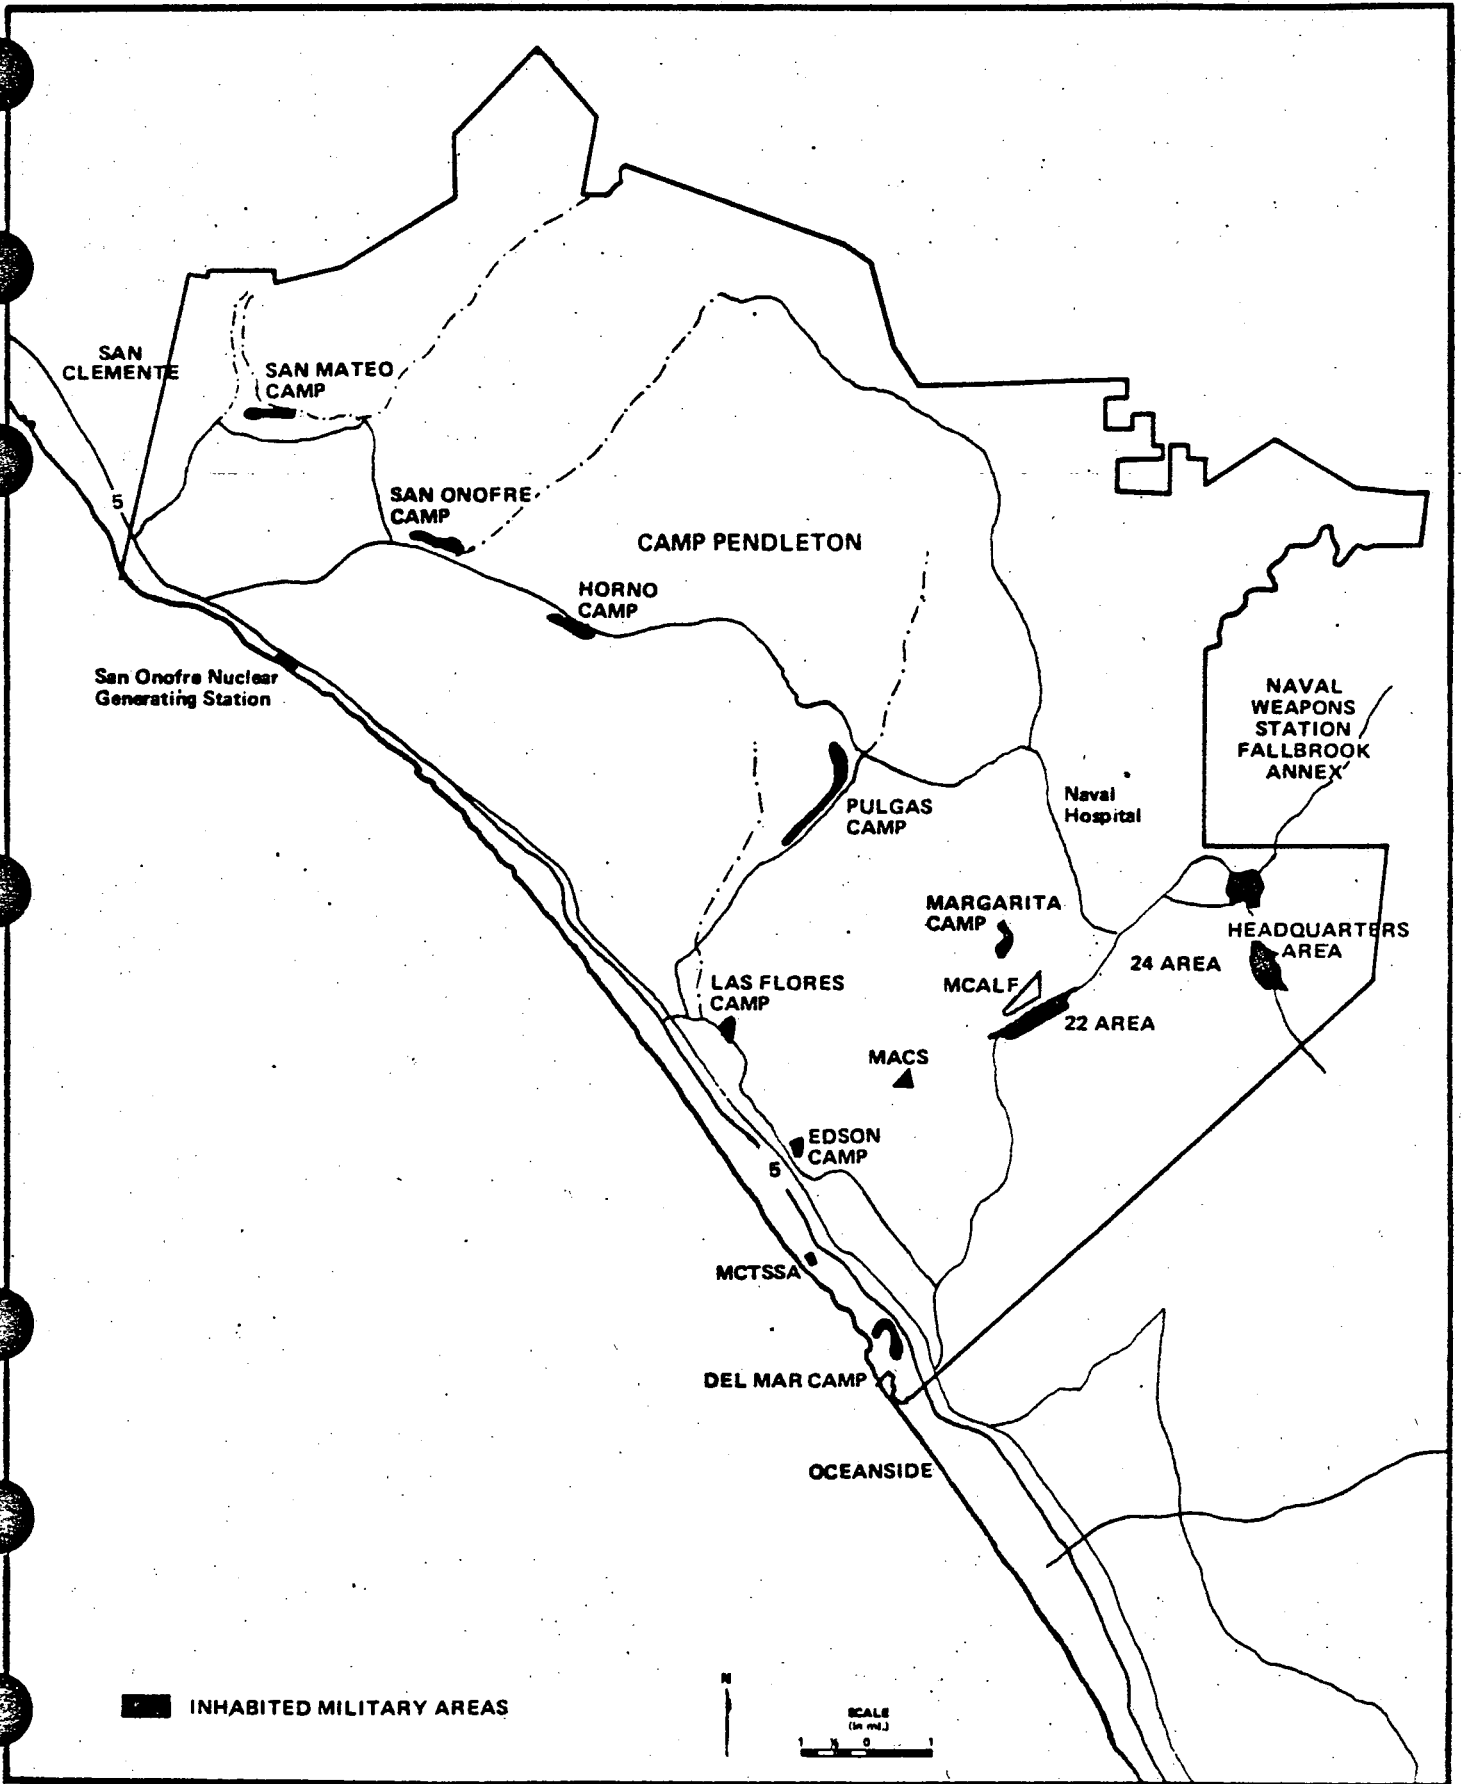 SAN
CLEMENTE
SAN MATEO
CAMP
5
SAN ONOFRE
CAMP
CAMP PENDLETON
HORNO
CAMP
San Onofre Nuclear
Generating Station
NAVAL
WEAPONS
STATION
FALLBROOK
ANNEX
PULGAS
CAMP
Naval
Hospital
MARGARITA
CAMP
HEADQUARTERS
AREA
24 AREA
LAS FLORES
CAMP
MCALF
22 AREA
MACS
EDSON
CAMP
5
MCTSSA
DEL MAR CAMP
OCEANSIDE
INHABITED MILITARY AREAS
N
SCALE
(in mi.)
1 ½ 0 1